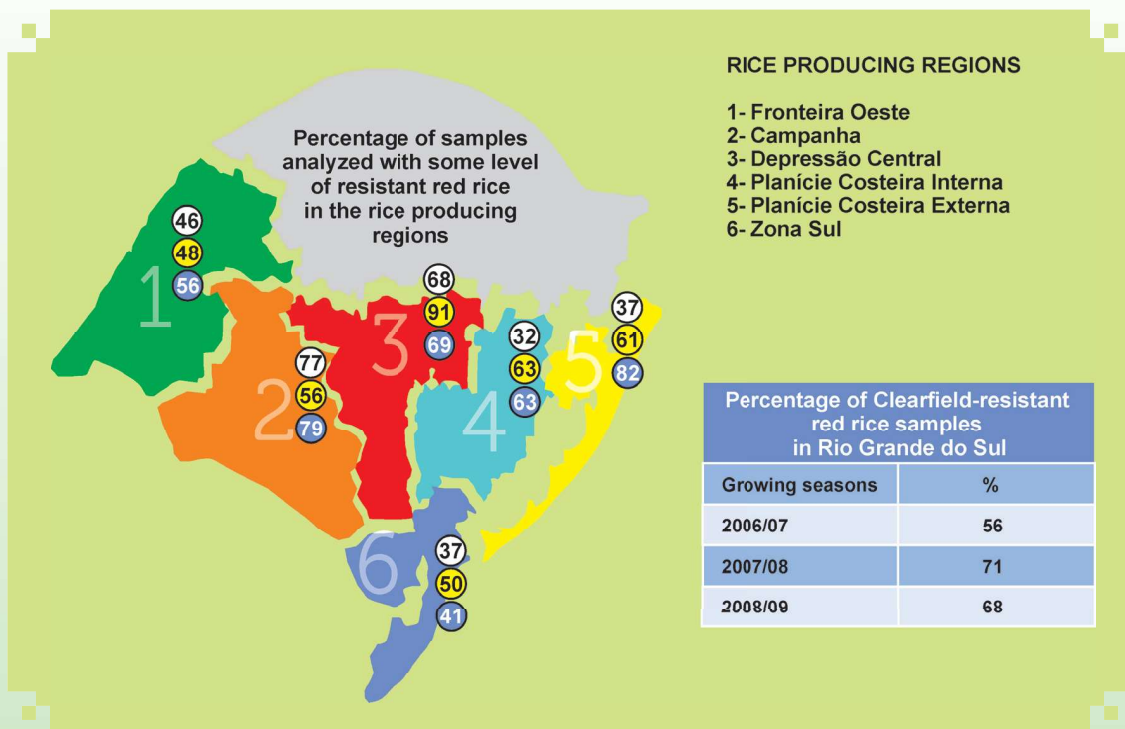 Percentage of samples
analyzed with some level
of resistant red rice
in the rice producing
regions
RICE PRODUCING REGIONS
1- Fronteira Oeste
2- Campanha
3- Depressão Central
4- Planície Costeira Interna
5- Planície Costeira Externa
6- Zona Sul
1
46
48
56
2
77
56
79
3
68
91
69
4
32
63
63
5
37
61
82
6
37
50
41
Percentage of Clearfield-resistant
red rice samples
in Rio Grande do Sul
Growing seasons %
2006/07 56
2007/08 71
2008/09 68